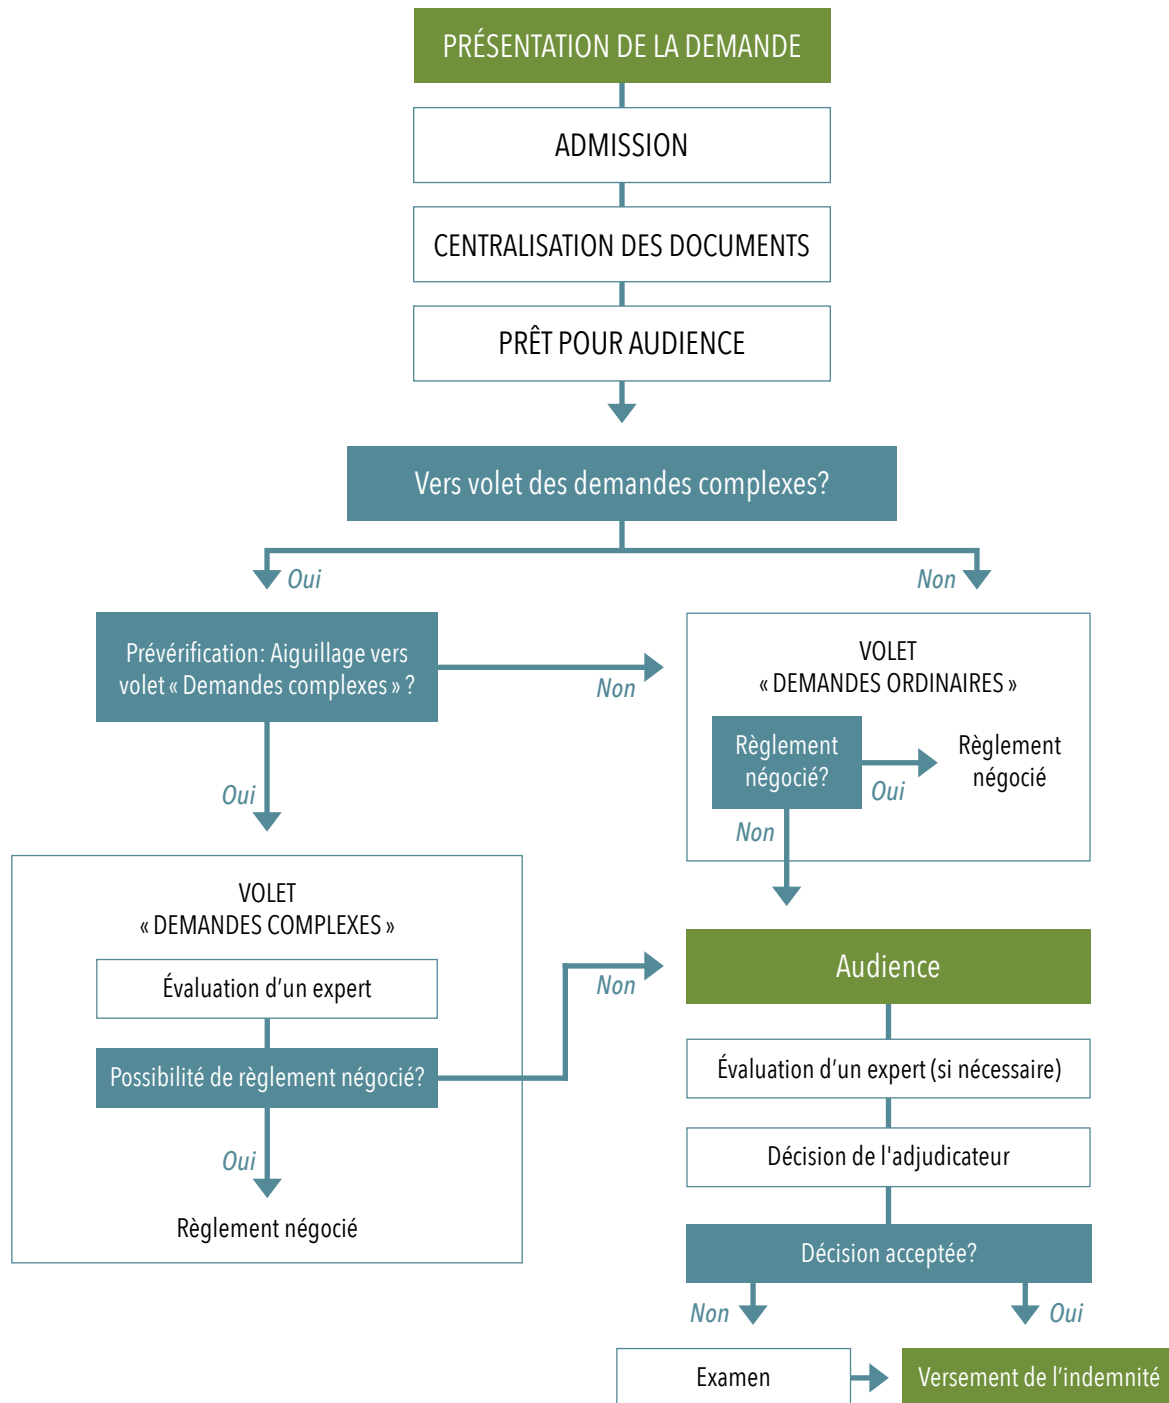 PRÉSENTATION DE LA DEMANDE
ADMISSION
CENTRALISATION DES DOCUMENTS
PRÊT POUR AUDIENCE
Vers volet des demandes complexes?
Oui
Non
Prévérification: Aiguillage vers
volet « Demandes complexes » ?
Non
Oui
VOLET
« DEMANDES ORDINAIRES »
Règlement
négocié?
Oui
Règlement
négocié
Non
VOLET
« DEMANDES COMPLEXES »
Évaluation d’un expert
Possibilité de règlement négocié?
Non
Oui
Règlement négocié
Audience
Évaluation d’un expert (si nécessaire)
Décision de l'adjudicateur
Décision acceptée?
Non
Oui
Examen
Versement de l’indemnité